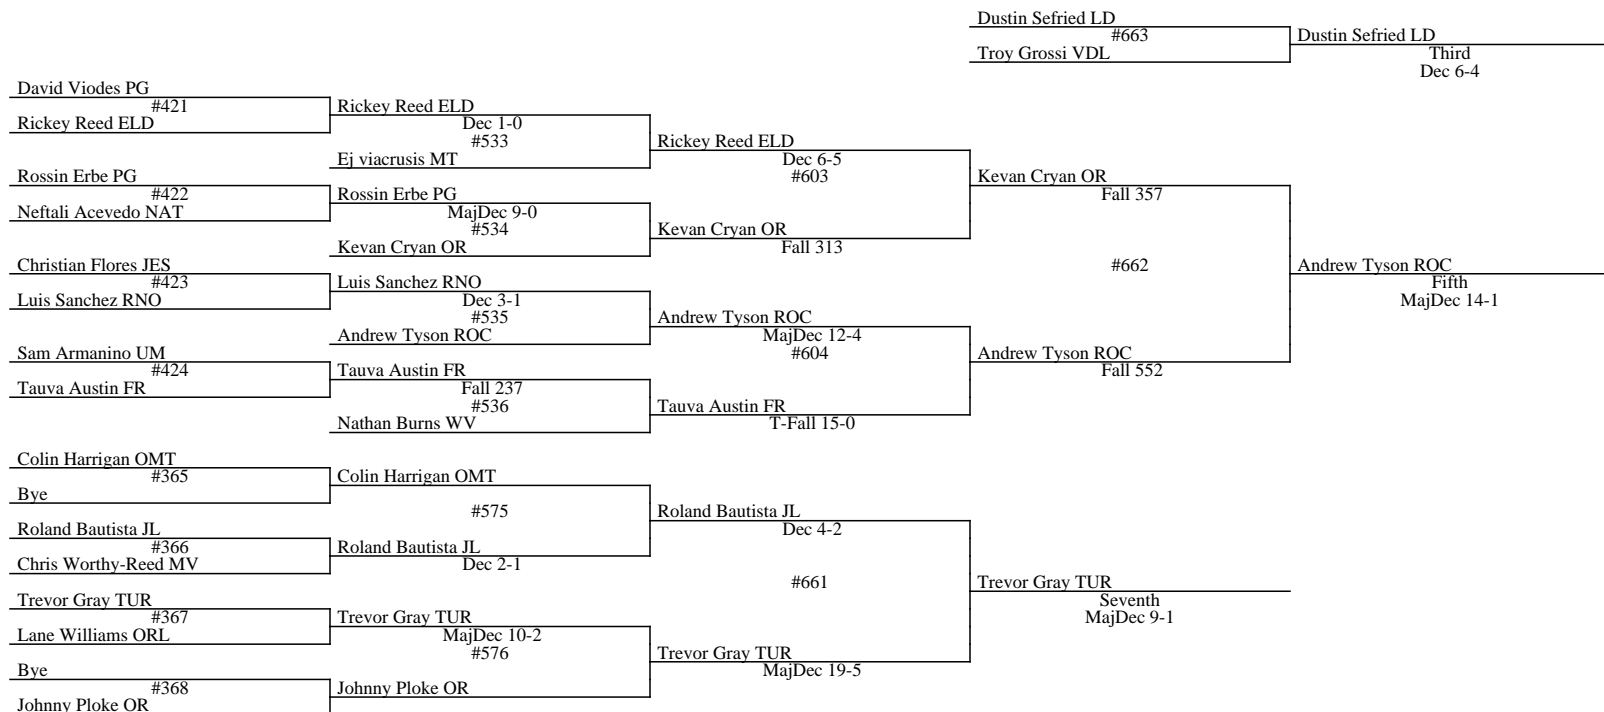 Dustin Sefried LD
#663
Troy Grossi VDL
Dustin Sefried LD
Third
Dec 6-4
David Viodes PG
#421
Rickey Reed ELD
Rickey Reed ELD
Dec 1-0
#533
Ej viacrusis MT
Rickey Reed ELD
Dec 6-5
#603
Rossin Erbe PG
#422
Neftali Acevedo NAT
Rossin Erbe PG
MajDec 9-0
#534
Kevan Cryan OR
Kevan Cryan OR
Fall 313
Kevan Cryan OR
Fall 357
#662
Christian Flores JES
#423
Luis Sanchez RNO
Luis Sanchez RNO
Dec 3-1
#535
Andrew Tyson ROC
Andrew Tyson ROC
MajDec 12-4
#604
Sam Armanino UM
#424
Tauva Austin FR
Tauva Austin FR
Fall 237
#536
Nathan Burns WV
Tauva Austin FR
T-Fall 15-0
Andrew Tyson ROC
Fall 552
Andrew Tyson ROC
Fifth
MajDec 14-1
Colin Harrigan OMT
#365
Bye
Colin Harrigan OMT
#575
Roland Bautista JL
#366
Chris Worthy-Reed MV
Roland Bautista JL
Dec 2-1
Roland Bautista JL
Dec 4-2
#661
Trevor Gray TUR
#367
Lane Williams ORL
Trevor Gray TUR
MajDec 10-2
#576
Bye
#368
Johnny Ploke OR
Johnny Ploke OR
Trevor Gray TUR
MajDec 19-5
Trevor Gray TUR
Seventh
MajDec 9-1